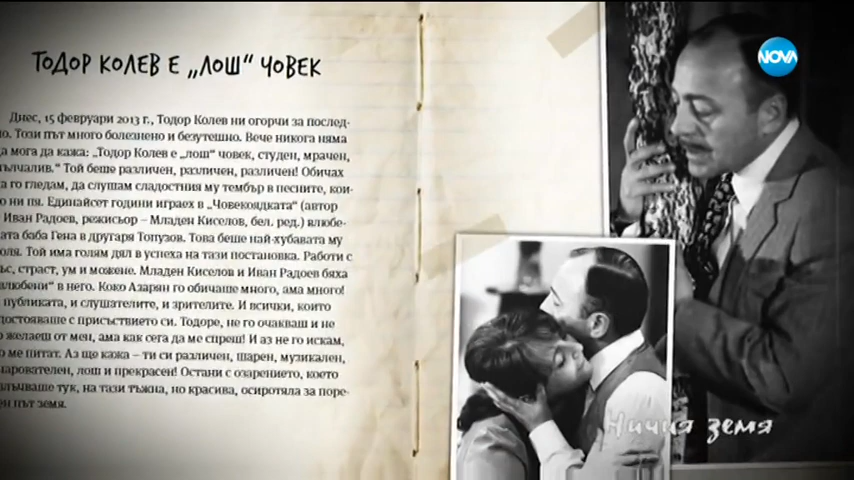 ТОДОР КОЛЕВ Е „ЛОШ“ ЧОВЕК
Днес, 15 февруари 2013 г., Тодор Колев ни огорчи за послед-
но. Този път много болезнено и безутешно. Вече никога няма
да мога да кажа: „Тодор Колев е „лош“ човек, студен, мрачен,
мълчалив.“ Той беше различен, различен, различен! Обичах
да го гледам, да слушам сладостния му тембър в песните, кои-
то ни пя. Единайсет години играех в „Човекоядката“ (автор
Иван Радоев, режисьор – Младен Киселов, бел. ред.) влюбе-
ната баба Гена в другаря Топузов. Това беше най-хубавата му
роля. Той има голям дял в успеха на тази постановка. Работи с
ъс, страст, ум и можене. Младен Киселов и Иван Радоев бяха
влюбени“ в него. Коко Азарян го обичаше много, ама много!
публиката, и слушателите, и зрителите. И всички, които
достояваше с присъствието си. Тодоре, не го очакваш и не
о желаеш от мен, ама как сега да ме спреш! И аз не го искам,
о ме питат. Аз ще кажа – ти си различен, шарен, музикален,
чарователен, лош и прекрасен! Остани с озарението, което
лъчваше тук, на тази тъжна, но красива, осиротяла за поре-
ен път земя.
NOVA
Ничия земя